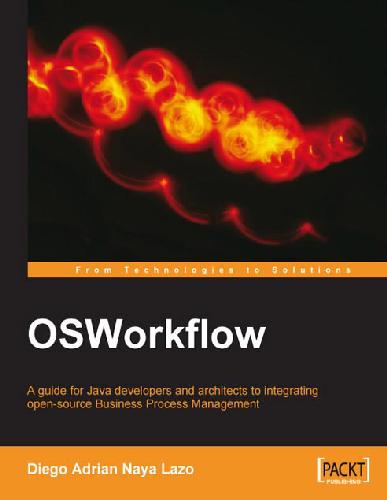 From Technologies to Solutions
OSWorkflow
A guide for Java developers and architects to integrating
open-source Business Process Management
Diego Adrian Naya Lazo
[PACKT]
PUBLISHING